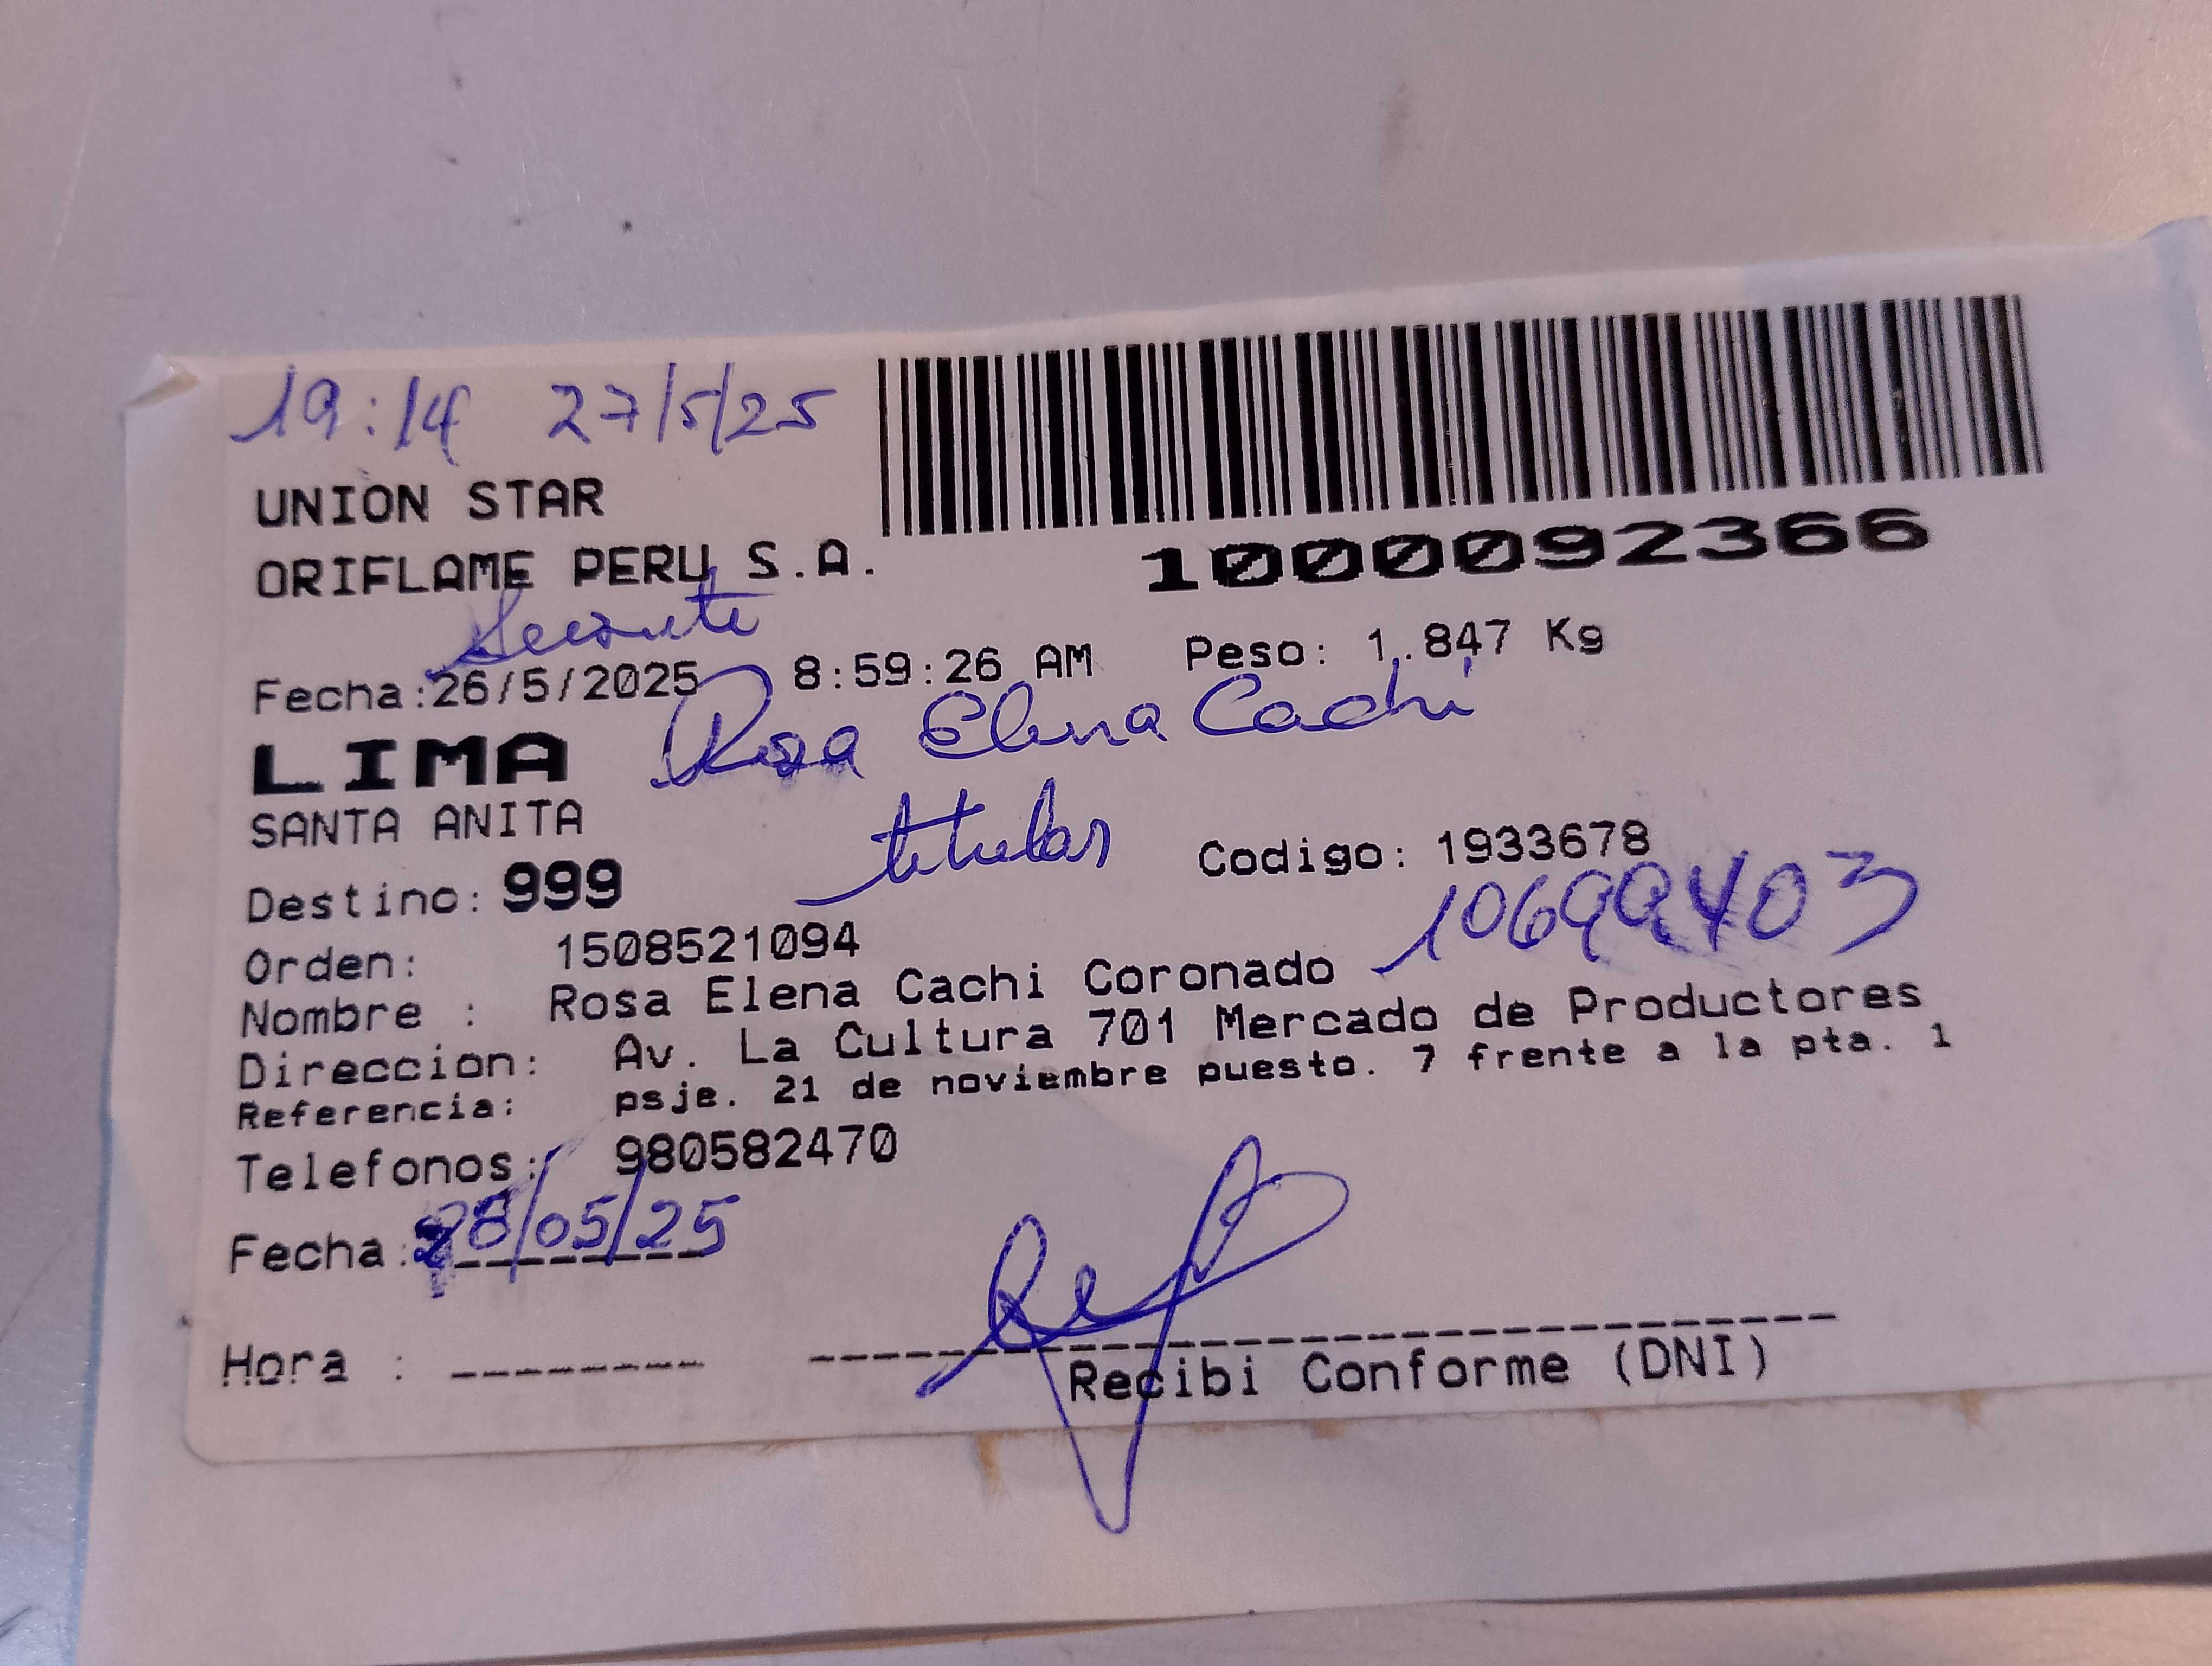 19:14 27/5/25
UNION STAR
ORIFLAME PERU S.A.
1000092366
Fecha:26/5/2025 8:59:26 AM Peso: 1.847 Kg
Rosa Elena Cachi
LIMA
SANTA ANITA
titular
Codigo: 1933678
Destino: 999
10699403
Orden: 1508521094
Nombre : Rosa Elena Cachi Coronado
Direccion: Av. La Cultura 701 Mercado de Productores
Referencia: psje. 21 de noviembre puesto. 7 frente a la pta. 1
Telefonos: 980582470
Fecha: 28/05/25
Hora :
Recibi Conforme (DNI)